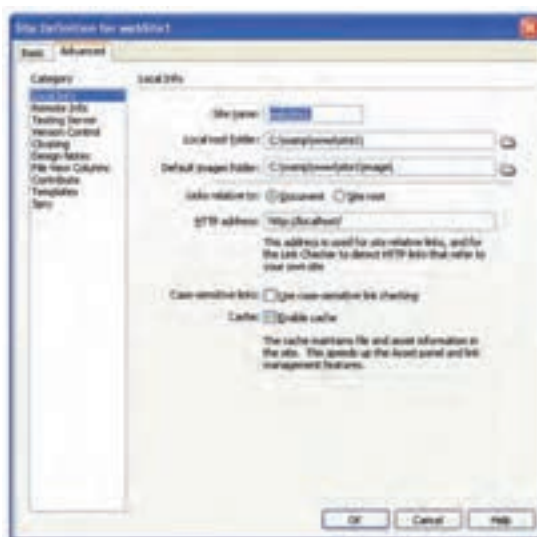 Site Definition for webSite1
Basic Advanced
Category
Local Info
Local Info
Remote Info
Testing Server
Version Control
Cloaking
Design Notes
File View Columns
Contribute
Templates
Spry
Site name:
Local root folder:
Default images folder:
Links relative to: Document Site root
HTTP address: http://localhost/
This address is used for site relative links, and for
the Link Checker to detect HTTP links that refer to
your own site
Case-sensitive links: Use case-sensitive link checking
Cache: Enable cache
The cache maintains file and asset information in
the site. This speeds up the Asset panel and link
management features.
OK Cancel Help